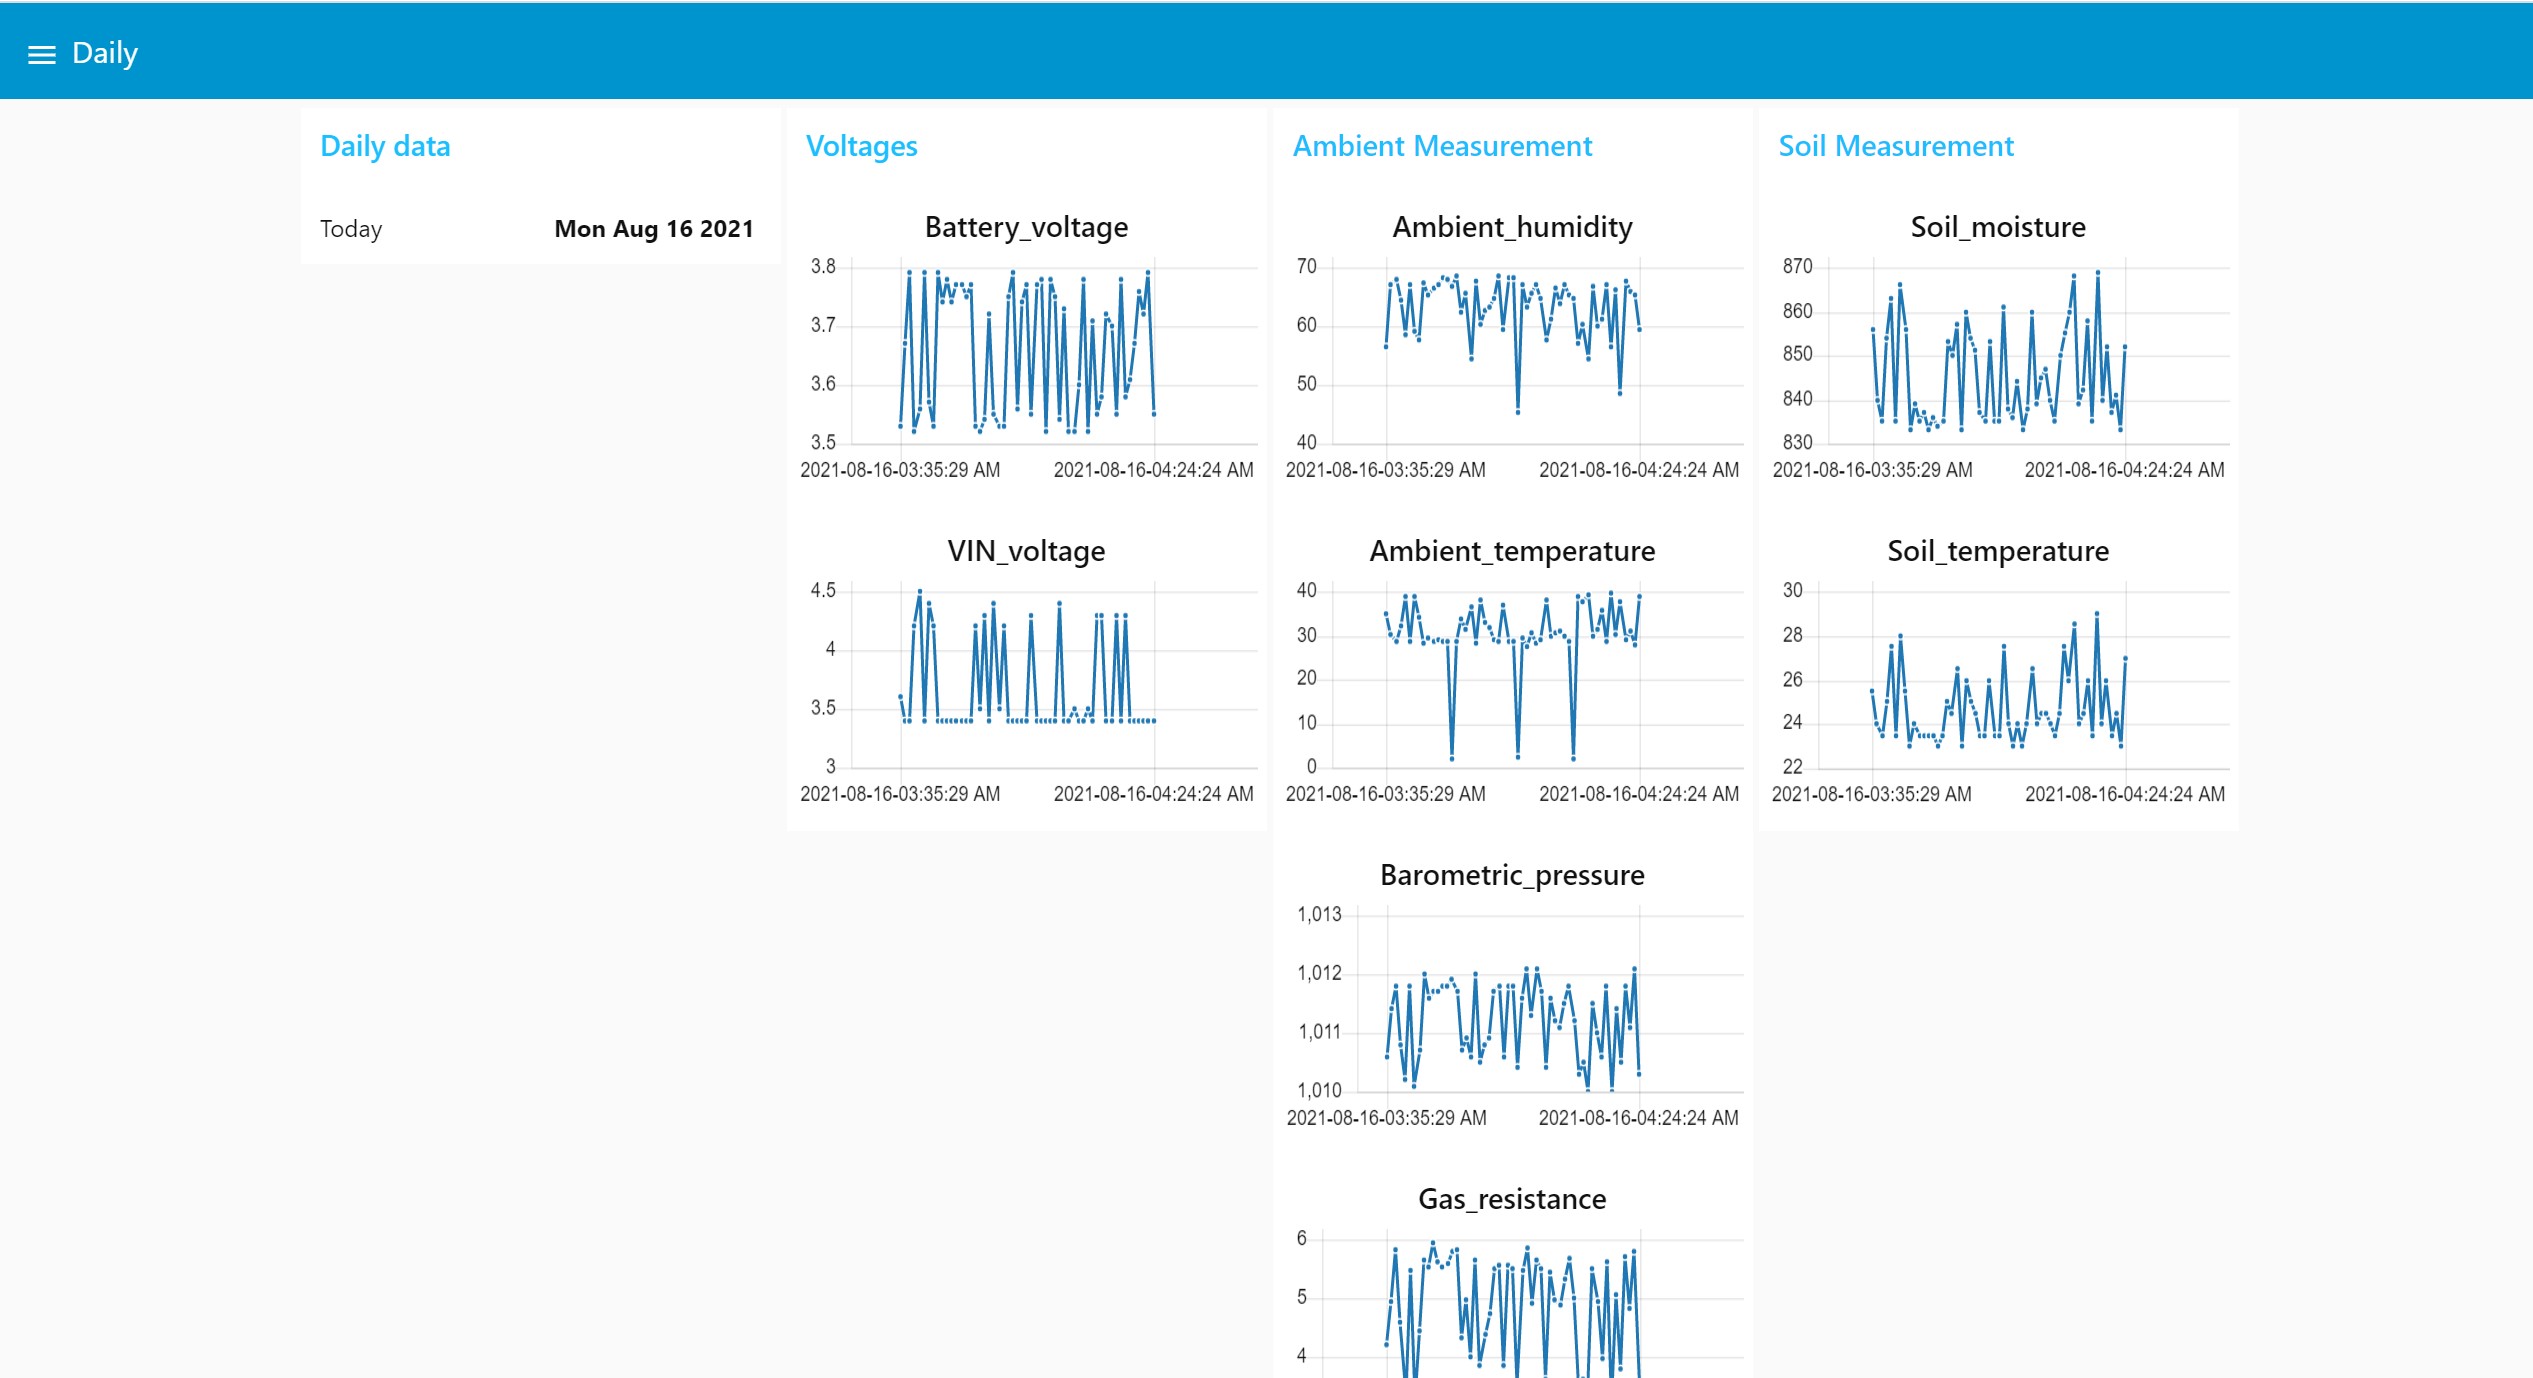 Daily
Daily data
Today Mon Aug 16 2021
Voltages
Battery_voltage
3.8
3.7
3.6
3.5
2021-08-16-03:35:29 AM 2021-08-16-04:24:24 AM
VIN_voltage
4.5
4
3.5
3
2021-08-16-03:35:29 AM 2021-08-16-04:24:24 AM
Ambient Measurement
Ambient_humidity
70
60
50
40
2021-08-16-03:35:29 AM 2021-08-16-04:24:24 AM
Ambient_temperature
40
30
20
10
0
2021-08-16-03:35:29 AM 2021-08-16-04:24:24 AM
Barometric_pressure
1,013
1,012
1,011
1,010
2021-08-16-03:35:29 AM 2021-08-16-04:24:24 AM
Gas_resistance
6
5
4
Soil Measurement
Soil_moisture
870
860
850
840
830
2021-08-16-03:35:29 AM 2021-08-16-04:24:24 AM
Soil_temperature
30
28
26
24
22
2021-08-16-03:35:29 AM 2021-08-16-04:24:24 AM